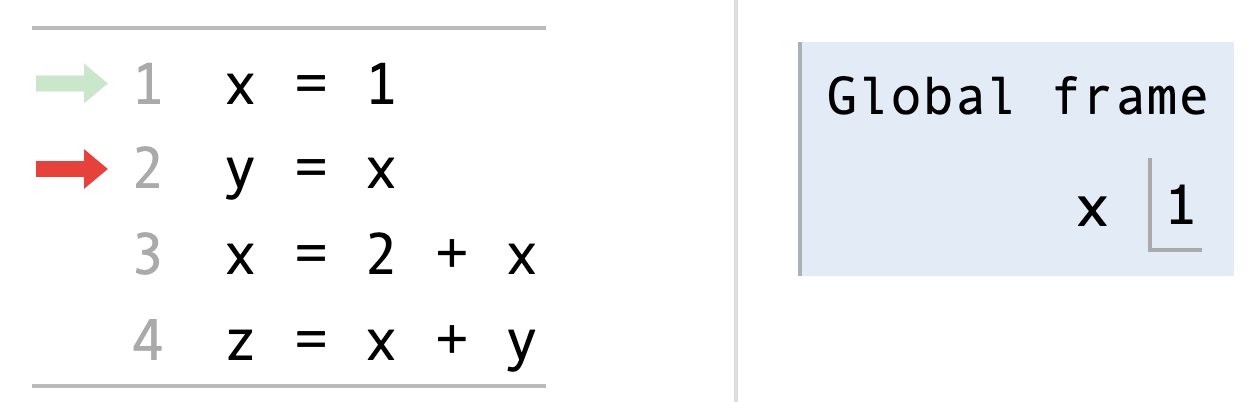 1 x = 1
2 y = x
3 x = 2 + x
4 z = x + y
Global frame
x 1